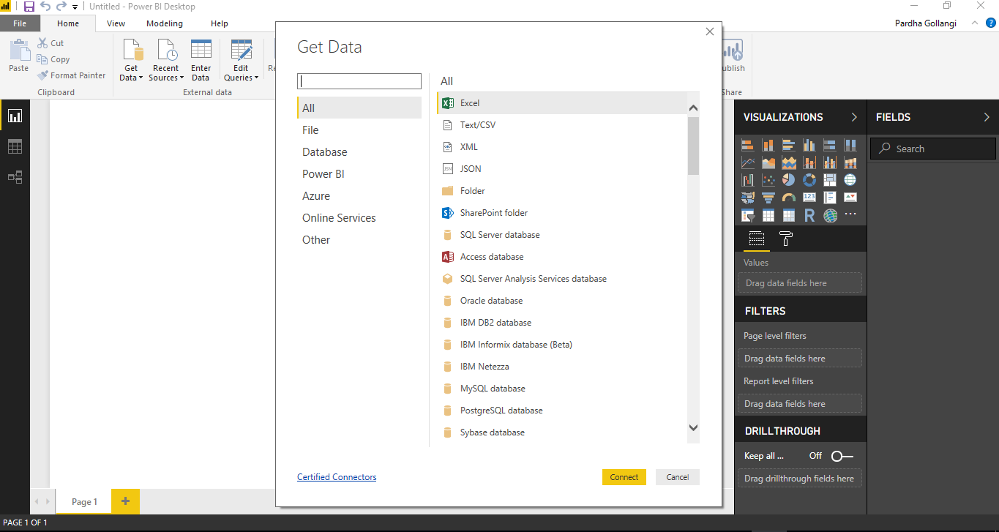 Untitled - Power BI Desktop
File Home View Modeling Help
Pardha Gollangi
?
Paste
Cut
Copy
Format Painter
Clipboard
Get
Data
Recent
Sources
Enter
Data
Edit
Queries
External data
Share
Get Data
All
File
Database
Power BI
Azure
Online Services
Other
All
Excel
Text/CSV
XML
JSON
Folder
SharePoint folder
SQL Server database
Access database
SQL Server Analysis Services database
Oracle database
IBM DB2 database
IBM Informix database (Beta)
IBM Netezza
MySQL database
PostgreSQL database
Sybase database
Certified Connectors
Connect
Cancel
VISUALIZATIONS
123
R
Values
Drag data fields here
FILTERS
Page level filters
Drag data fields here
Report level filters
Drag data fields here
DRILLTHROUGH
Keep all ... Off
Drag drillthrough fields here
FIELDS
Search
Page 1
+
PAGE 1 OF 1